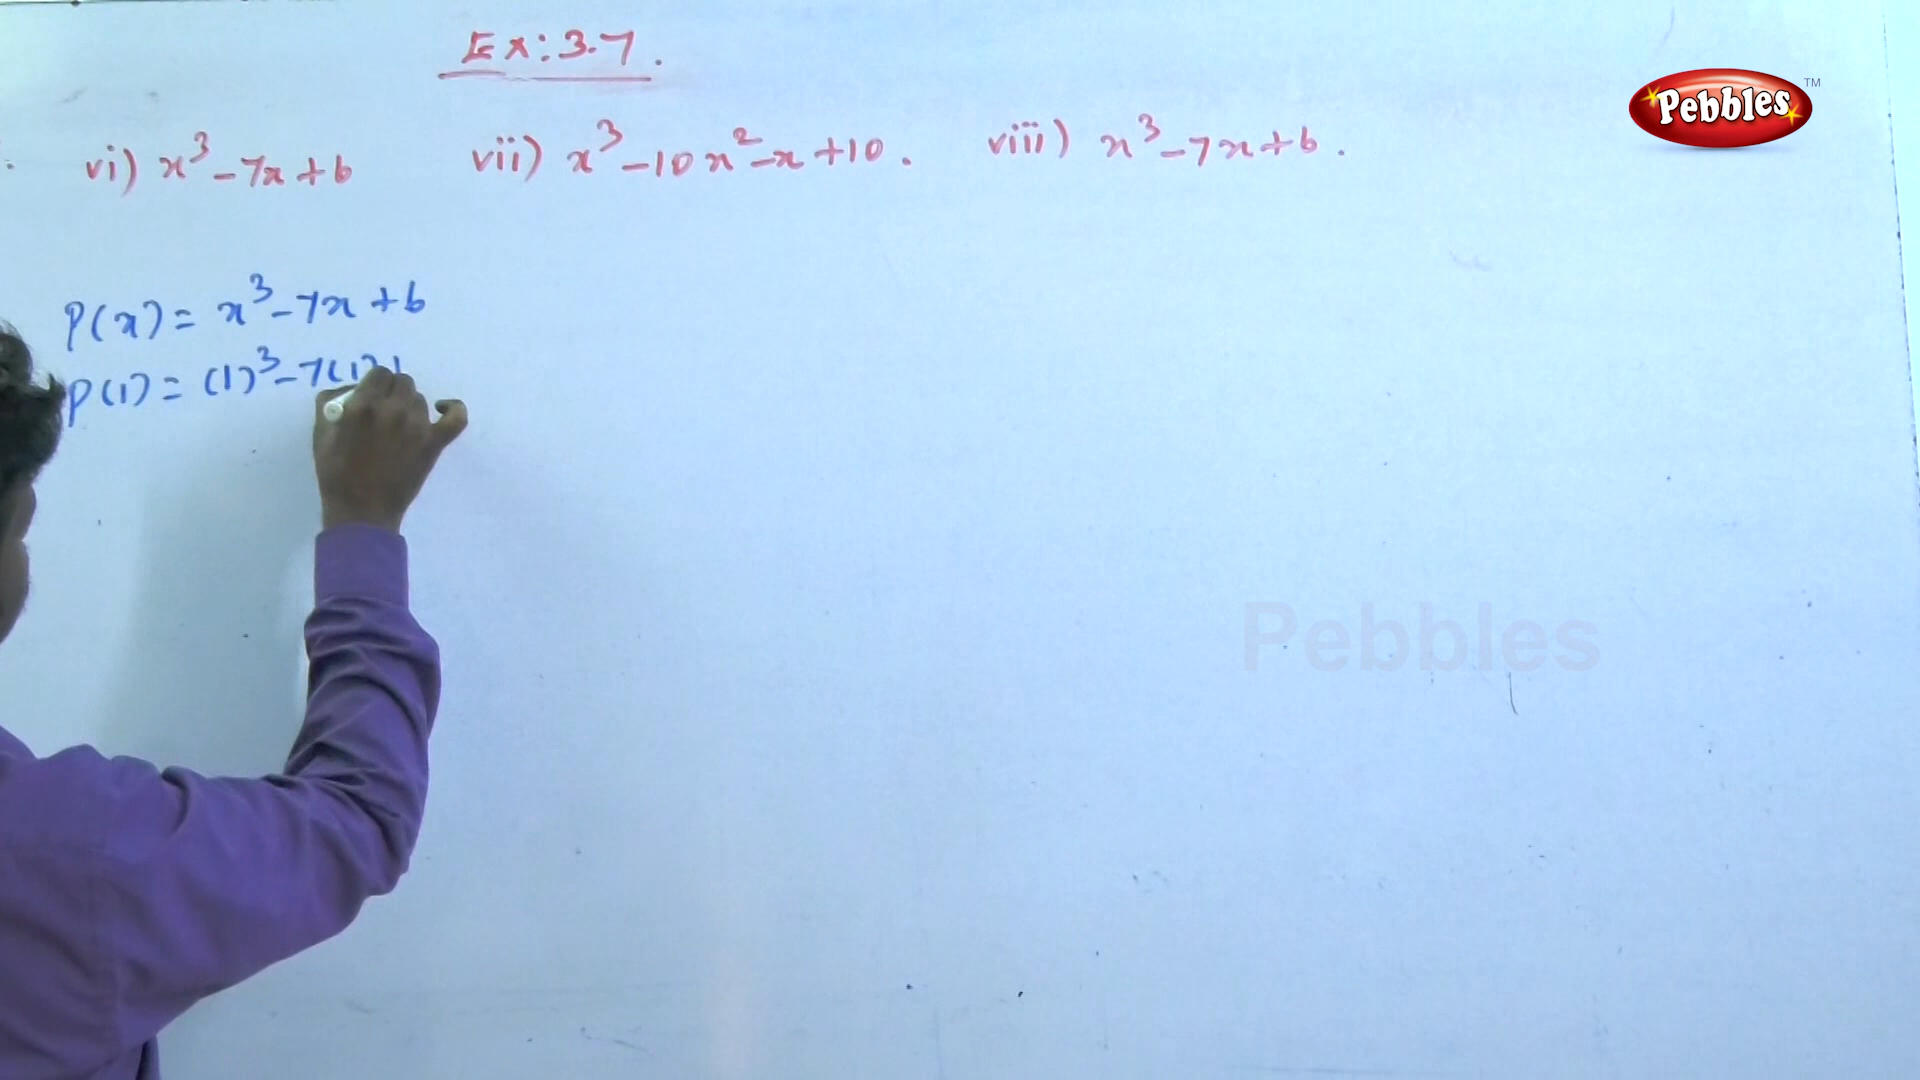 Ex: 3.7.
Pebbles TM
vi) x³-7x+6
vii) x³-10x²-x+10.
viii) x³-7x+6.
P(x)= x³-7x+6
P(1)= (1)³-7(1)+
Pebbles